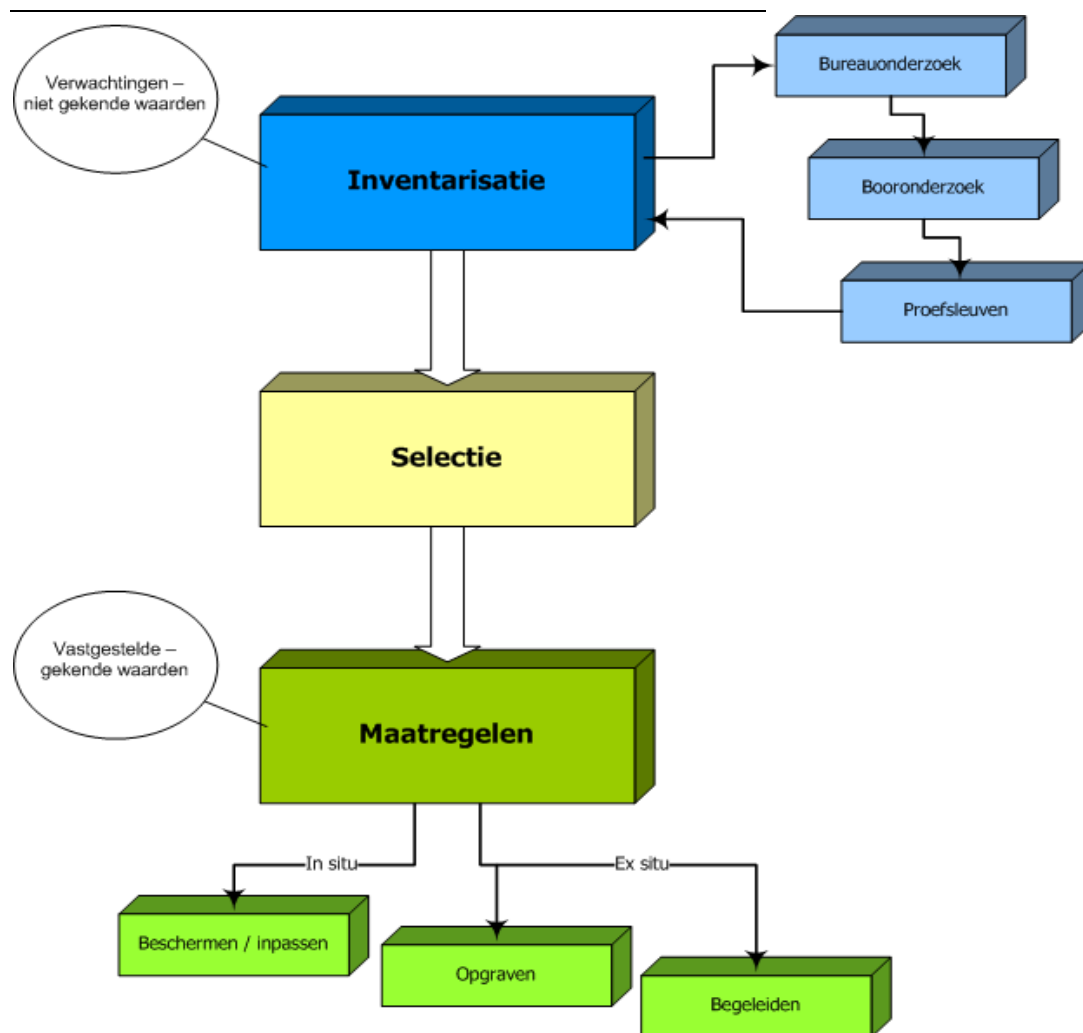 Verwachtingen –
niet gekende waarden
Inventarisatie
Bureauonderzoek
Booronderzoek
Proefsleuven
Selectie
Vastgestelde –
gekende waarden
Maatregelen
In situ
Ex situ
Beschermen / inpassen
Opgraven
Begeleiden